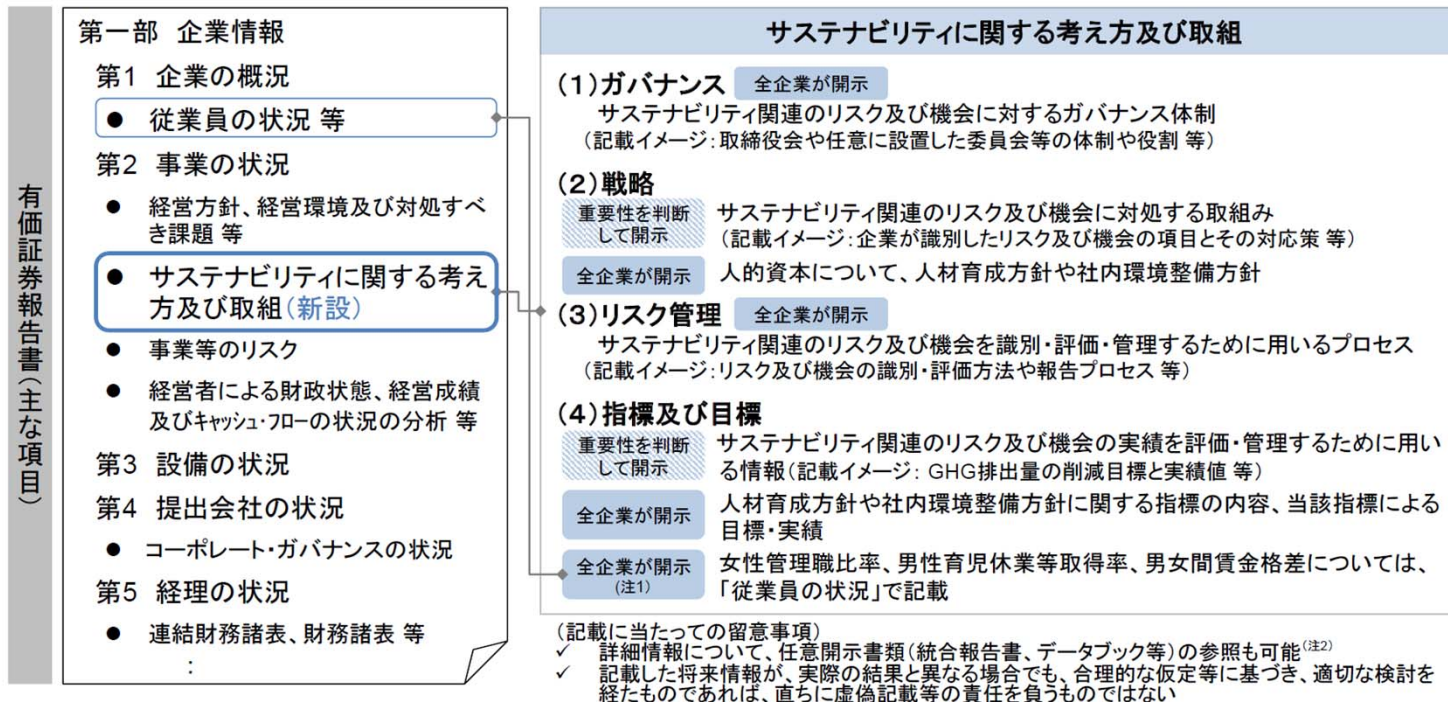 有価証券報告書（主な項目）
第一部 企業情報
第1 企業の概況
● 従業員の状況 等
第2 事業の状況
● 経営方針、経営環境及び対処すべ
き課題 等
● サステナビリティに関する考え
方及び取組（新設）
● 事業等のリスク
● 経営者による財政状態、経営成績
及びｷｬｯｼｭ・ﾌﾛｰの状況の分析 等
第3 設備の状況
第4 提出会社の状況
● コーポレート・ガバナンスの状況
第5 経理の状況
● 連結財務諸表、財務諸表 等
：
サステナビリティに関する考え方及び取組
（１）ガバナンス 全企業が開示
サステナビリティ関連のリスク及び機会に対するガバナンス体制
（記載イメージ：取締役会や任意に設置した委員会等の体制や役割 等）
（２）戦略
重要性を判断
して開示
サステナビリティ関連のリスク及び機会に対処する取組み
（記載イメージ：企業が識別したリスク及び機会の項目とその対応策 等）
全企業が開示 人的資本について、人材育成方針や社内環境整備方針
（３）リスク管理 全企業が開示
サステナビリティ関連のリスク及び機会を識別・評価・管理するために用いるプロセス
（記載イメージ：リスク及び機会の識別・評価方法や報告プロセス 等）
（４）指標及び目標
重要性を判断
して開示
サステナビリティ関連のリスク及び機会の実績を評価・管理するために用い
る情報（記載イメージ： GHG排出量の削減目標と実績値 等）
全企業が開示
人材育成方針や社内環境整備方針に関する指標の内容、当該指標による
目標・実績
全企業が開示
（注1）
女性管理職比率、男性育児休業等取得率、男女間賃金格差については、
「従業員の状況」で記載
（記載に当たっての留意事項）
✓ 詳細情報について、任意開示書類（統合報告書、データブック等）の参照も可能（注2）
✓ 記載した将来情報が、実際の結果と異なる場合でも、合理的な仮定等に基づき、適切な検討を
経たものであれば、直ちに虚偽記載等の責任を負うものではない